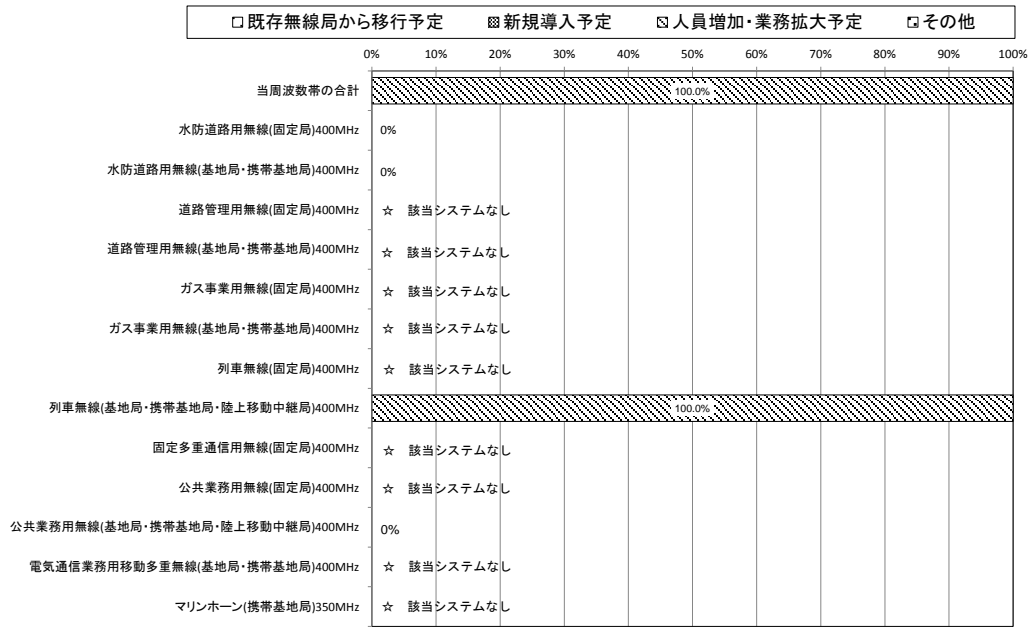 既存無線局から移行予定 新規導入予定 人員増加・業務拡大予定 その他
0% 10% 20% 30% 40% 50% 60% 70% 80% 90% 100%
当周波数帯の合計 100.0%
水防道路用無線(固定局)400MHz 0%
水防道路用無線(基地局・携帯基地局)400MHz 0%
道路管理用無線(固定局)400MHz ☆ 該当システムなし
道路管理用無線(基地局・携帯基地局)400MHz ☆ 該当システムなし
ガス事業用無線(固定局)400MHz ☆ 該当システムなし
ガス事業用無線(基地局・携帯基地局)400MHz ☆ 該当システムなし
列車無線(固定局)400MHz ☆ 該当システムなし
列車無線(基地局・携帯基地局・陸上移動中継局)400MHz 100.0%
固定多重通信用無線(固定局)400MHz ☆ 該当システムなし
公共業務用無線(固定局)400MHz ☆ 該当システムなし
公共業務用無線(基地局・携帯基地局・陸上移動中継局)400MHz 0%
電気通信業務用移動多重無線(基地局・携帯基地局)400MHz ☆ 該当システムなし
マリンホーン(携帯基地局)350MHz ☆ 該当システムなし